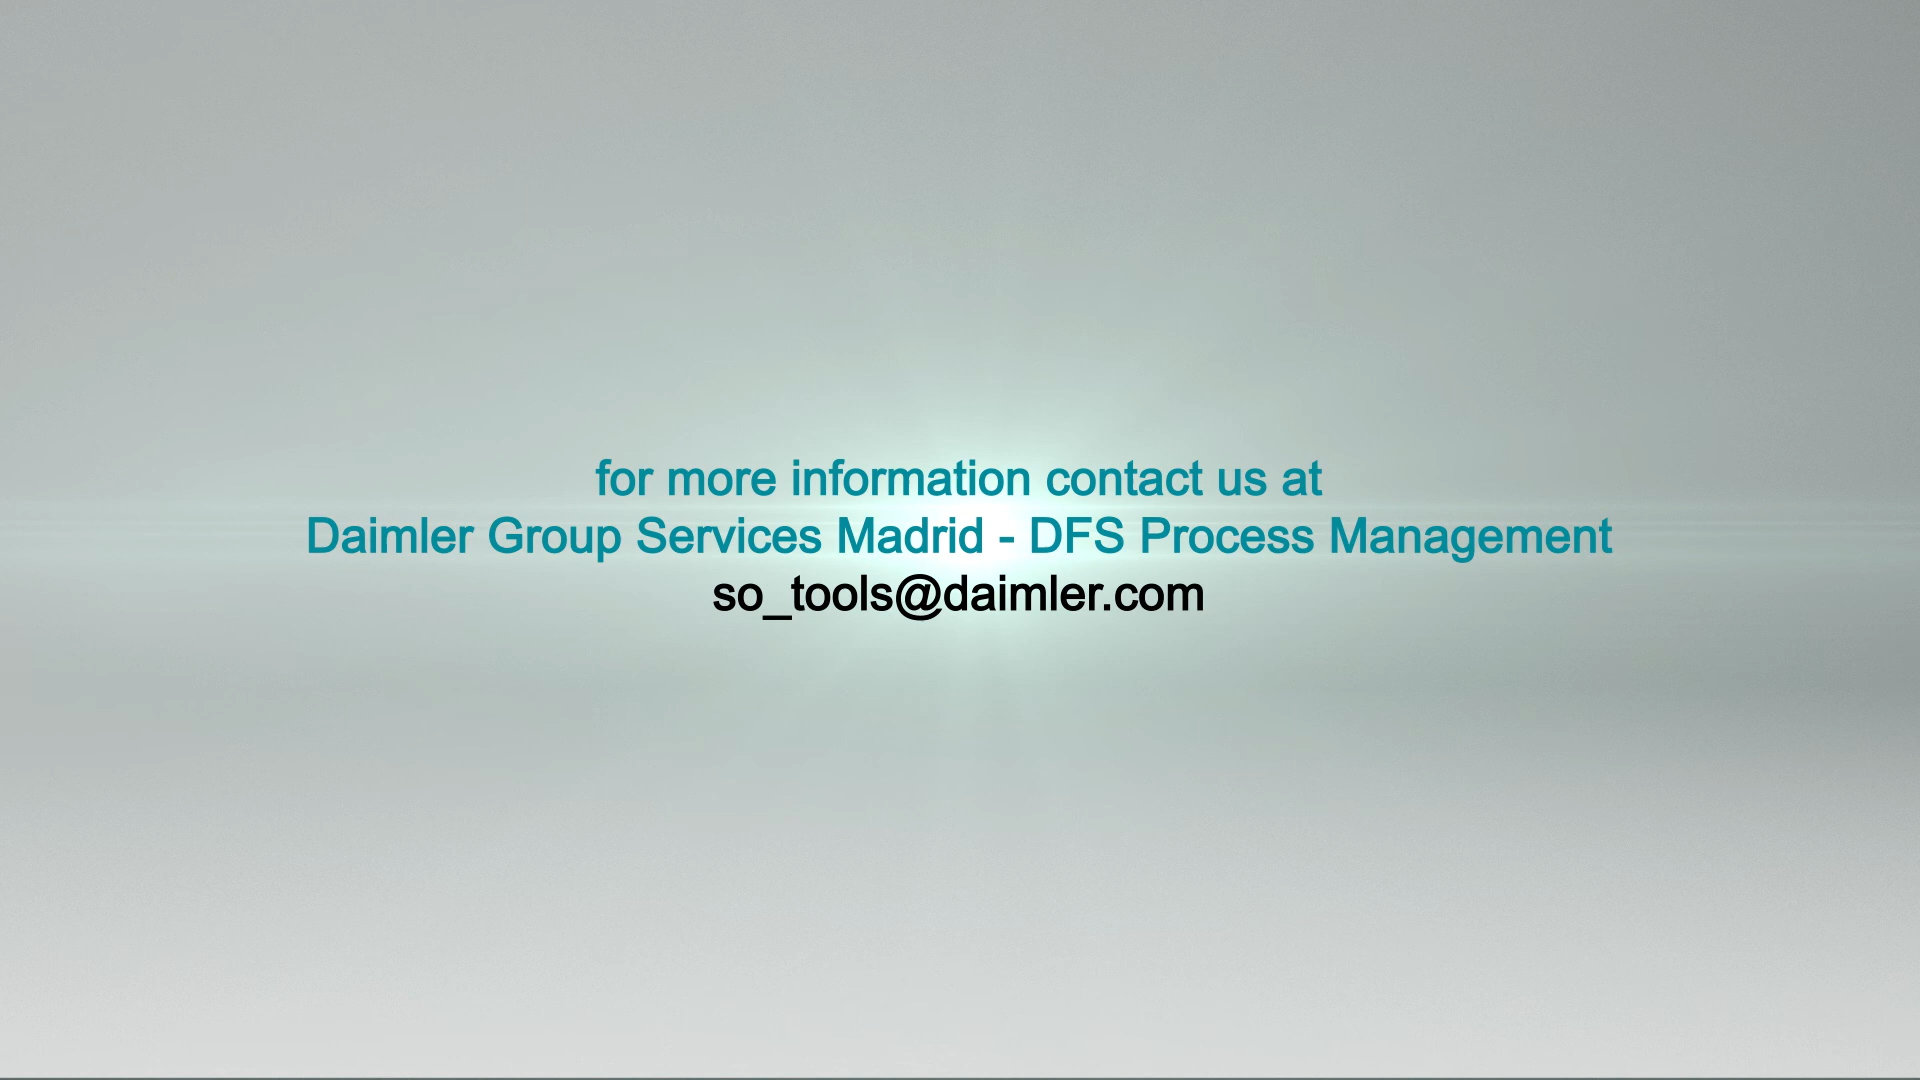 for more information contact us at
Daimler Group Services Madrid - DFS Process Management
so_tools@daimler.com